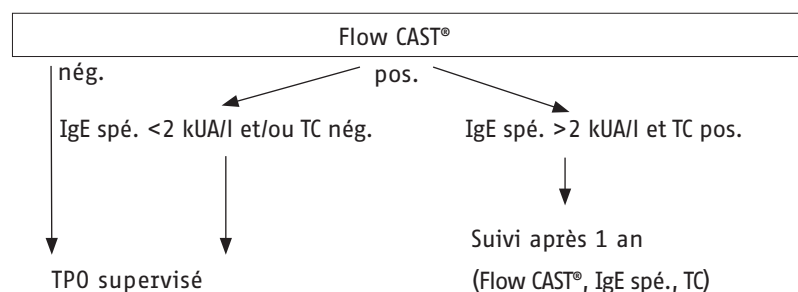 Flow CAST®
nég.
pos.
IgE spé. <2 kUA/l et/ou TC nég.
IgE spé. >2 kUA/l et TC pos.
TPO supervisé
Suivi après 1 an
(Flow CAST®, IgE spé., TC)